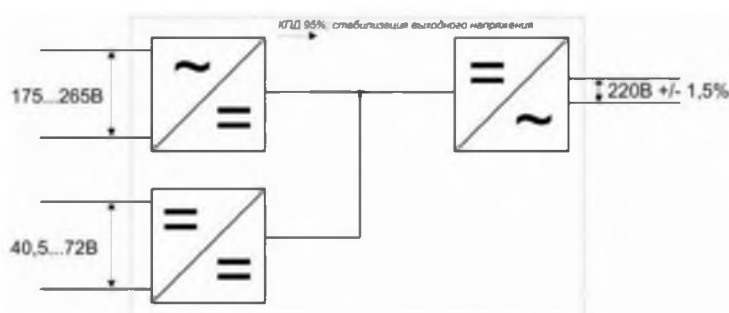 КПД 95%; стабилизация выходного напряжения
175...265В
220В +/- 1,5%
40,5...72В